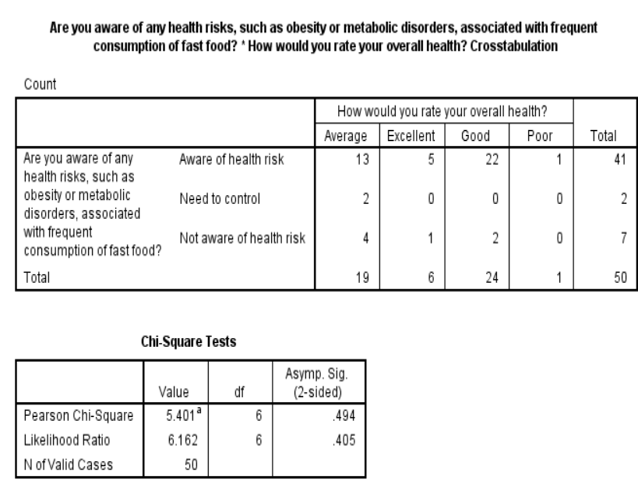 Are you aware of any health risks, such as obesity or metabolic disorders, associated with frequent
consumption of fast food? * How would you rate your overall health? Crosstabulation
Count
How would you rate your overall health?
Average Excellent Good Poor Total
Are you aware of any health risks, such as obesity or metabolic disorders, associated with frequent consumption of fast food? Aware of health risk 13 5 22 1 41
Need to control 2 0 0 0 2
Not aware of health risk 4 1 2 0 7
Total 19 6 24 1 50
Chi-Square Tests
Value df Asymp. Sig. (2-sided)
Pearson Chi-Square 5.401a 6 .494
Likelihood Ratio 6.162 6 .405
N of Valid Cases 50